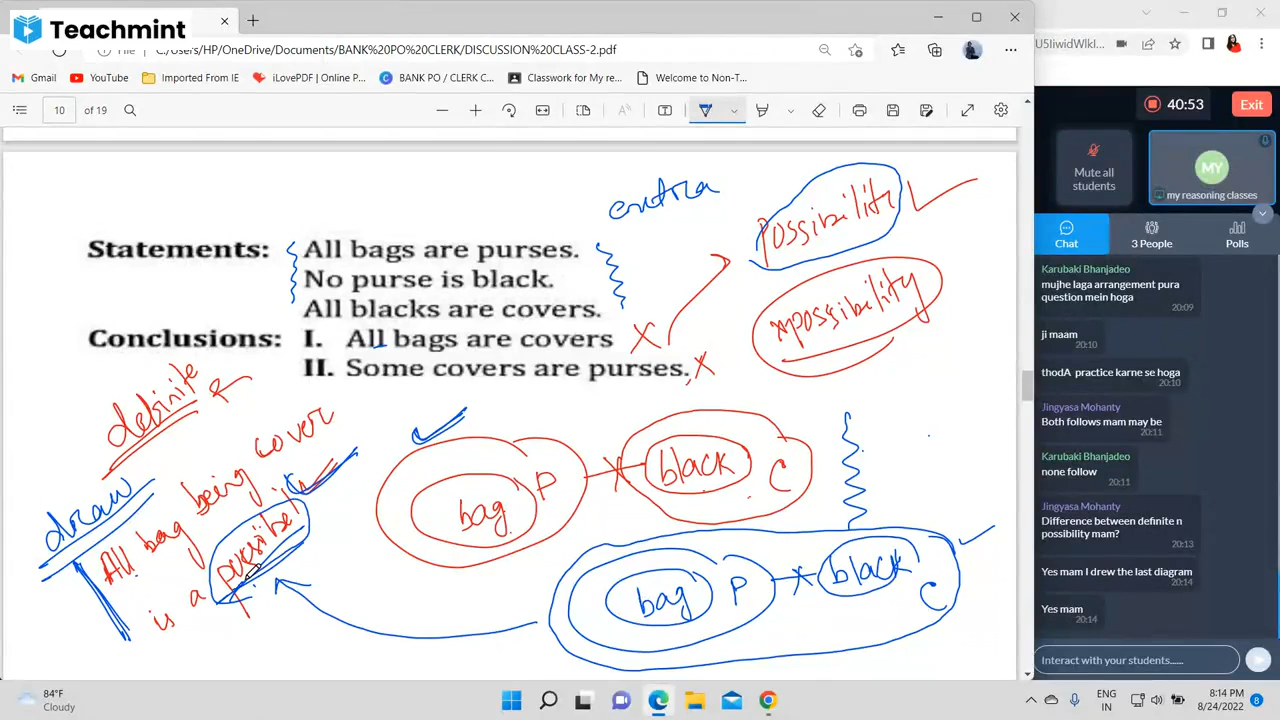 Teachmint
C:/Users/HP/OneDrive/Documents/BANK%20PO%20CLERK/DISCUSSION%20CLASS-2.pdf
U5IiwidWlkI...
Gmail
YouTube
Imported From IE
iLovePDF | Online P...
BANK PO / CLERK C...
Classwork for My re...
Welcome to Non-T...
10 of 19
40:53
Exit
Mute all students
MY
my reasoning classes
Chat
3 People
Polls
extra
Possibility
possibility
Statements: All bags are purses.
No purse is black.
All blacks are covers.
Conclusions: I. All bags are covers
II. Some covers are purses.
definite
draw
All bag being cover
is a possibility
bag P black C
bag P black C
Karubaki Bhanjadeo
mujhe laga arrangement pura
question mein hoga
20:09
ji maam
20:10
thodA practice karne se hoga
20:10
Jingyasa Mohanty
Both follows mam may be
20:11
Karubaki Bhanjadeo
none follow
20:11
Jingyasa Mohanty
Difference between definite n
possibility mam?
20:13
Yes mam I drew the last diagram
20:14
Yes mam
20:14
Interact with your students......
84°F
Cloudy
ENG
IN
8:14 PM
8/24/2022
8